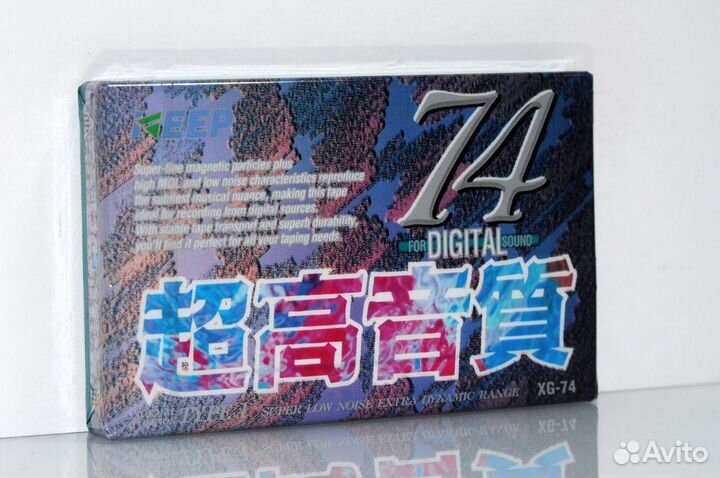 KEEP
74
Super-fine magnetic particles plus
high MOL and low noise characteristics reproduce
the subtlest musical nuance, making this tape
ideal for recording from digital sources.
With stable tape transport and superb durability,
you'll find it perfect for all your taping needs.
FOR DIGITAL SOUND
超高音質
TYPE I SUPER LOW NOISE EXTRA DYNAMIC RANGE XG-74
Avito